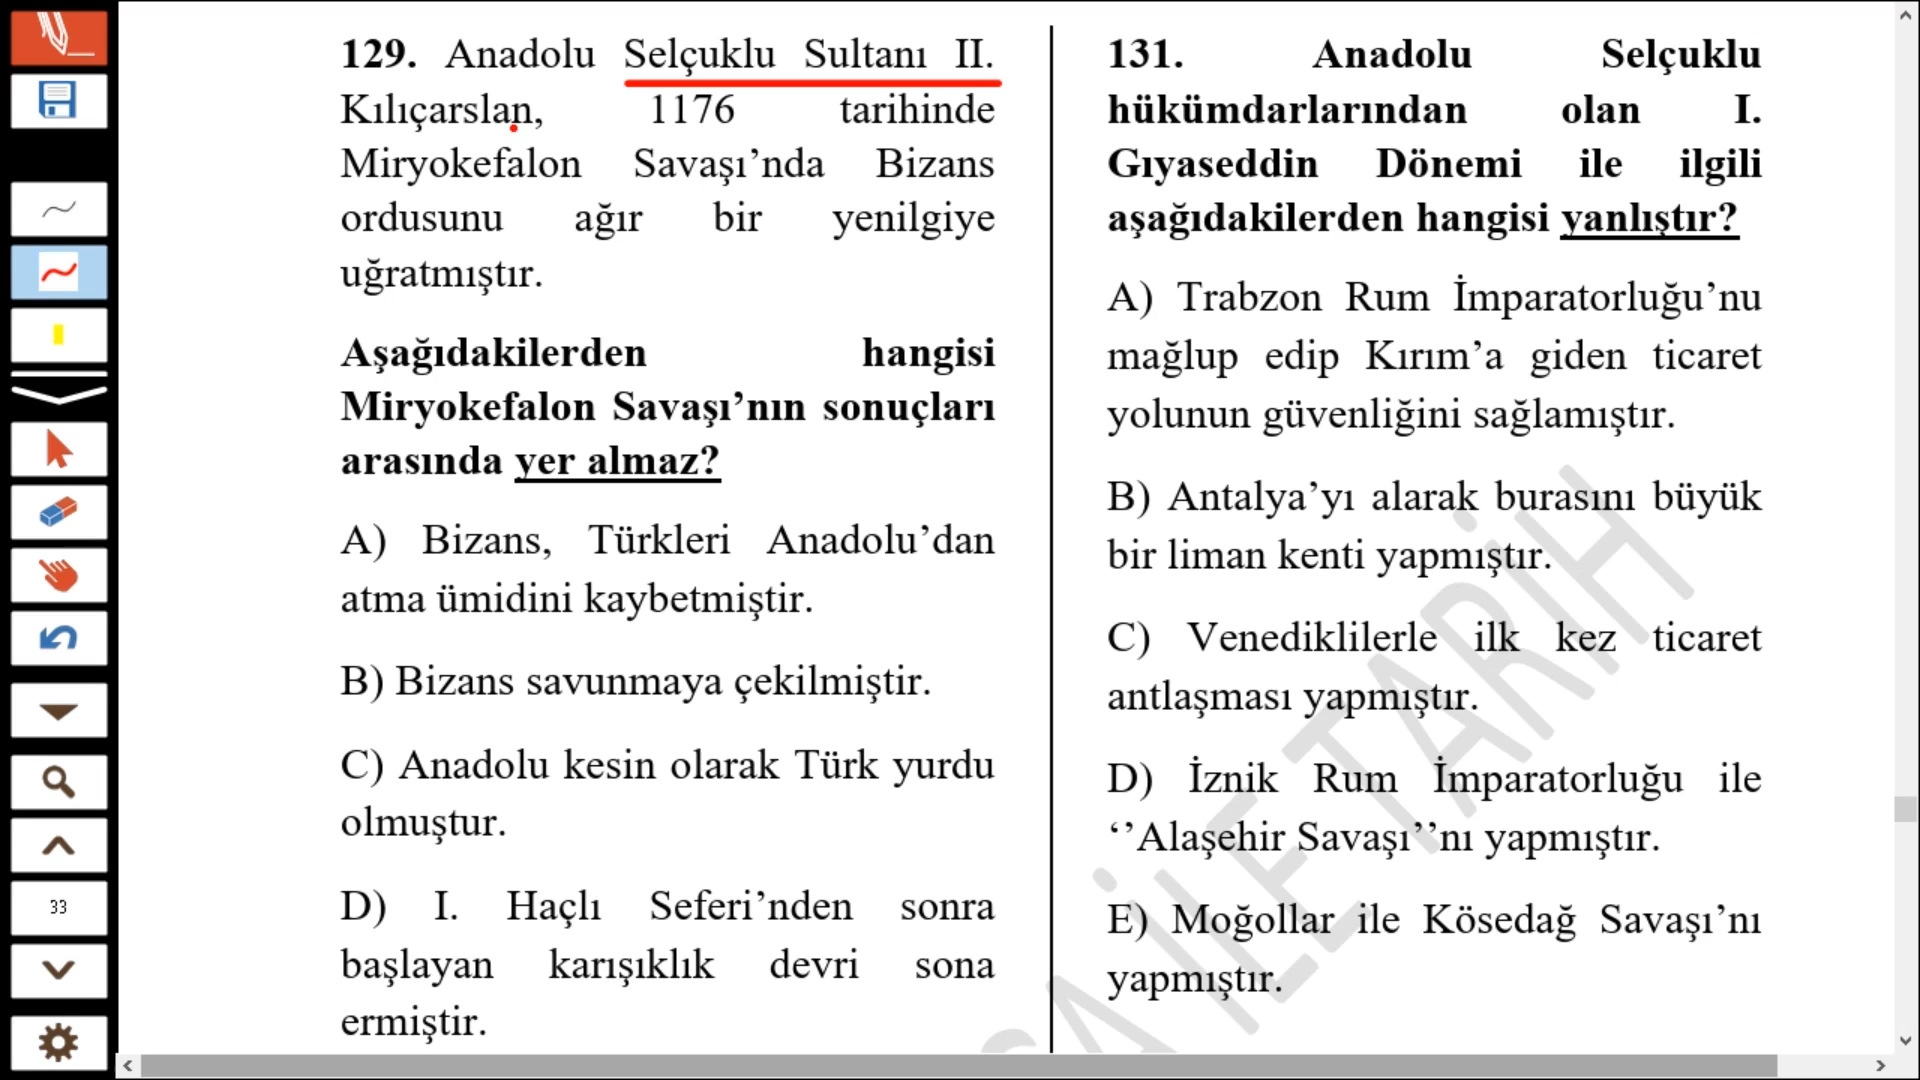 129. Anadolu Selçuklu Sultanı II.
Kılıçarslan, 1176 tarihinde
Miryokefalon Savaşı’nda Bizans
ordusunu ağır bir yenilgiye
uğratmıştır.
Aşağıdakilerden hangisi
Miryokefalon Savaşı’nın sonuçları
arasında yer almaz?
A) Bizans, Türkleri Anadolu’dan
atma ümidini kaybetmiştir.
B) Bizans savunmaya çekilmiştir.
C) Anadolu kesin olarak Türk yurdu
olmuştur.
D) I. Haçlı Seferi’nden sonra
başlayan karışıklık devri sona
ermiştir.
131. Anadolu Selçuklu
hükümdarlarından olan I.
Gıyaseddin Dönemi ile ilgili
aşağıdakilerden hangisi yanlıştır?
A) Trabzon Rum İmparatorluğu’nu
mağlup edip Kırım’a giden ticaret
yolunun güvenliğini sağlamıştır.
B) Antalya’yı alarak burasını büyük
bir liman kenti yapmıştır.
C) Venediklilerle ilk kez ticaret
antlaşması yapmıştır.
D) İznik Rum İmparatorluğu ile
‘’Alaşehir Savaşı’’nı yapmıştır.
E) Moğollar ile Kösedağ Savaşı’nı
yapmıştır.
İLE TARİH
33